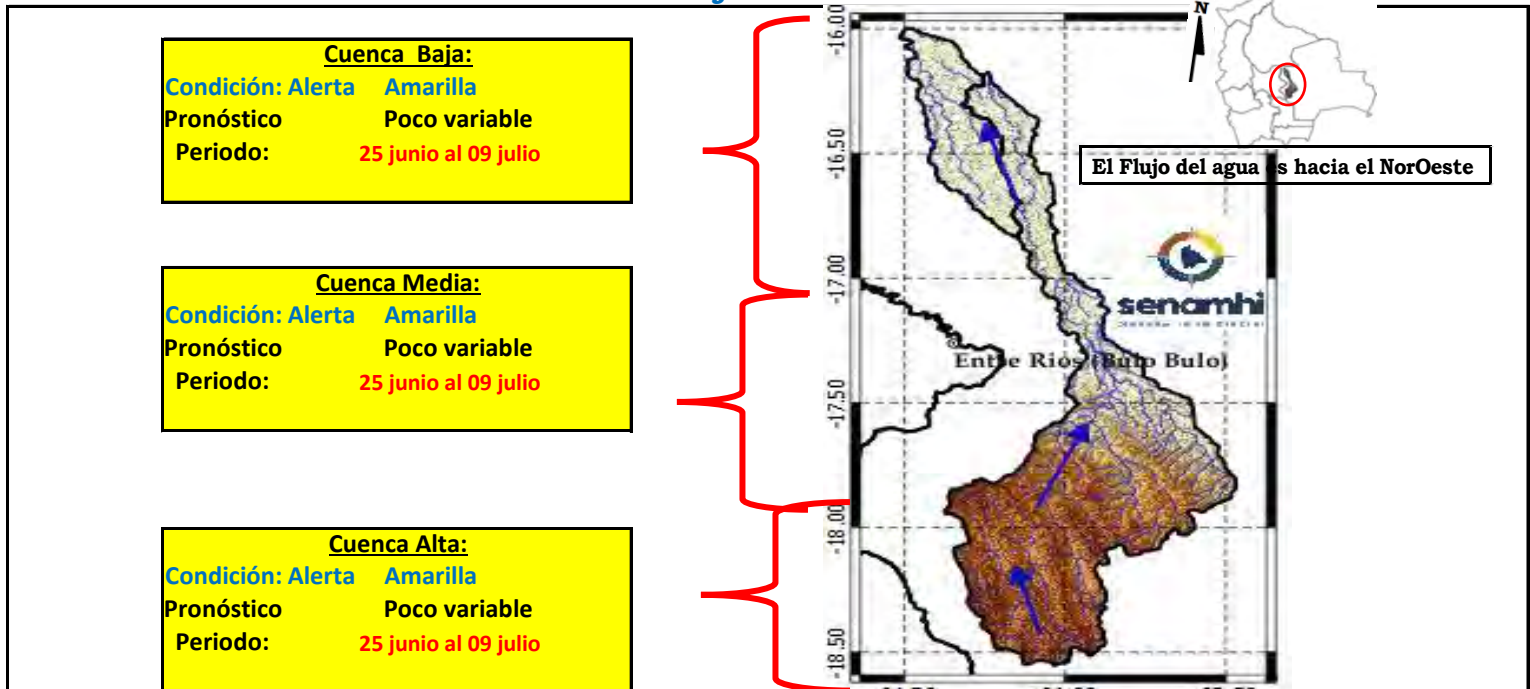 Cuenca Baja:
Condición: Alerta Amarilla
Pronóstico Poco variable
Periodo: 25 junio al 09 julio
Cuenca Media:
Condición: Alerta Amarilla
Pronóstico Poco variable
Periodo: 25 junio al 09 julio
Cuenca Alta:
Condición: Alerta Amarilla
Pronóstico Poco variable
Periodo: 25 junio al 09 julio
N
El Flujo del agua es hacia el NorOeste
senamhi
Entre Rios (Bulo Bulo)
-16.00
-16.50
-17.00
-17.50
-18.00
-18.50